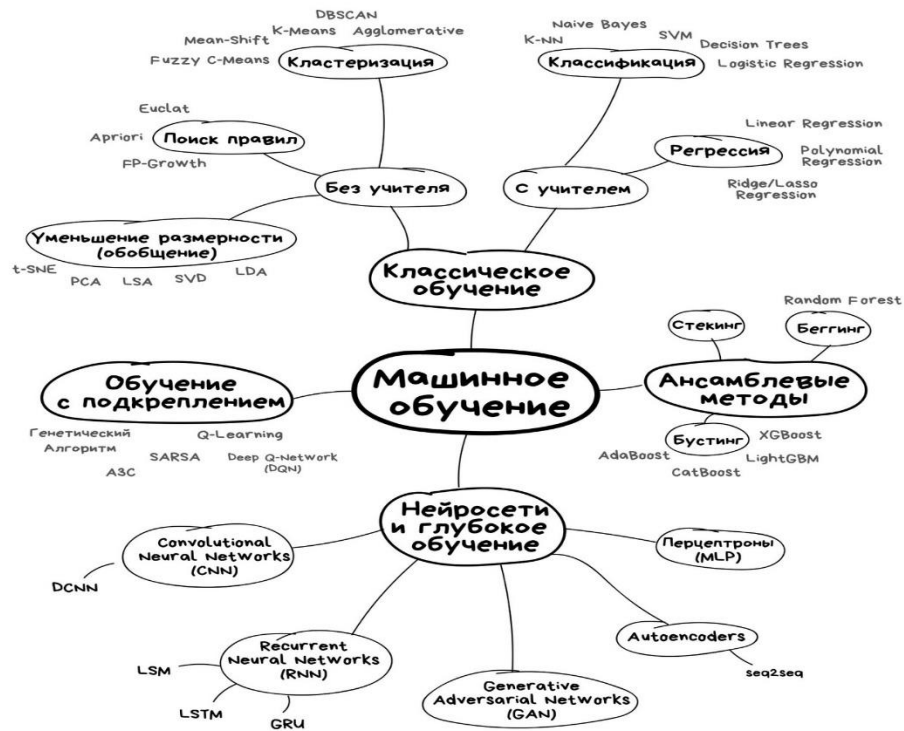 DBSCAN
K-Means
Agglomerative
Mean-Shift
Fuzzy C-Means
Кластеризация
Naive Bayes
SVM
K-NN
Decision Trees
Классификация
Logistic Regression
Euclat
Apriori
Поиск правил
FP-Growth
Linear Regression
Регрессия
Polynomial
Regression
Ridge/Lasso
Regression
Без учителя
С учителем
Уменьшение размерности
(обобщение)
t-SNE
PCA
LSA
SVD
LDA
Классическое
обучение
Random Forest
Стекинг
Беггинг
Машинное
обучение
Ансамблевые
методы
Обучение
с подкреплением
Генетический
Алгоритм
Q-Learning
SARSA
Deep Q-Network
(DQN)
A3C
Бустинг
XGBoost
AdaBoost
LightGBM
CatBoost
Нейросети
и глубокое
обучение
Convolutional
Neural Networks
(CNN)
DCNN
Перцептроны
(MLP)
Recurrent
Neural Networks
(RNN)
LSM
LSTM
GRU
Autoencoders
seq2seq
Generative
Adversarial Networks
(GAN)